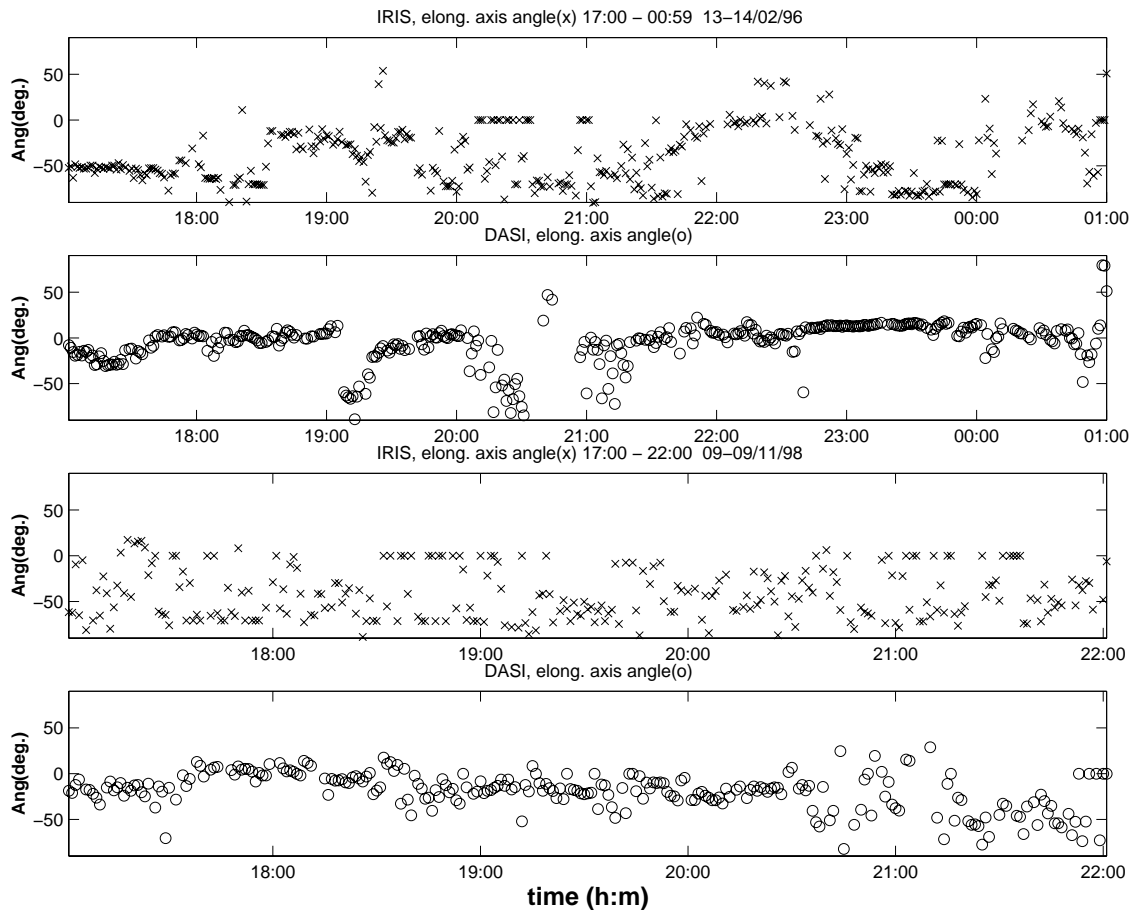 IRIS, elong. axis angle(x) 17:00 – 00:59 13–14/02/96
Ang(deg.)
50
0
−50
18:00 19:00 20:00 21:00 22:00 23:00 00:00 01:00
DASI, elong. axis angle(o)
Ang(deg.)
50
0
−50
18:00 19:00 20:00 21:00 22:00 23:00 00:00 01:00
IRIS, elong. axis angle(x) 17:00 – 22:00 09–09/11/98
Ang(deg.)
50
0
−50
18:00 19:00 20:00 21:00 22:00
DASI, elong. axis angle(o)
Ang(deg.)
50
0
−50
18:00 19:00 20:00 21:00 22:00
time (h:m)